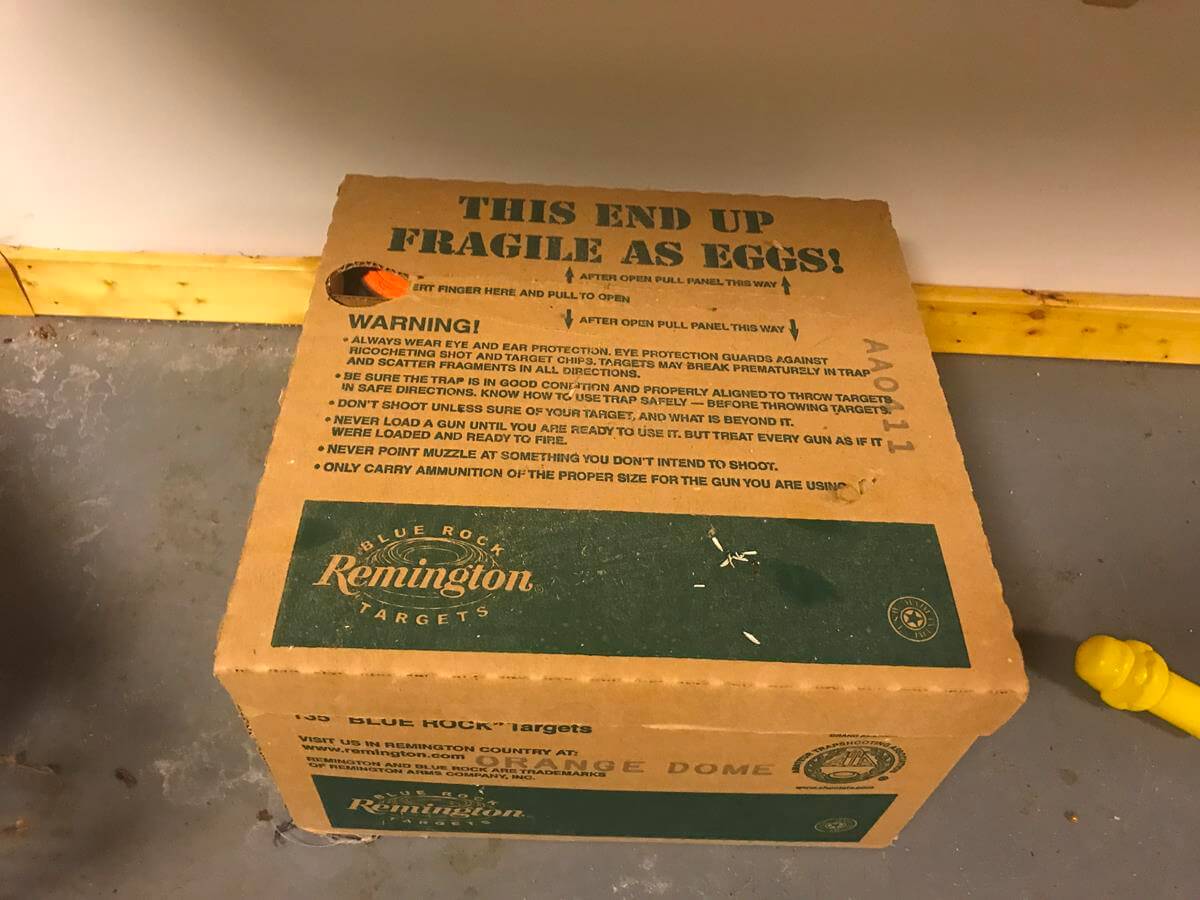 THIS END UP
FRAGILE AS EGGS!
AFTER OPEN PULL PANEL THIS WAY
ERT FINGER HERE AND PULL TO OPEN
AFTER OPEN PULL PANEL THIS WAY
WARNING!
• ALWAYS WEAR EYE AND EAR PROTECTION. EYE PROTECTION GUARDS AGAINST
RICOCHETING SHOT AND TARGET CHIPS. TARGETS MAY BREAK PREMATURELY IN TRAP
AND SCATTER FRAGMENTS IN ALL DIRECTIONS.
• BE SURE THE TRAP IS IN GOOD CONDITION AND PROPERLY ALIGNED TO THROW TARGETS
IN SAFE DIRECTIONS. KNOW HOW TO USE TRAP SAFELY — BEFORE THROWING TARGETS.
• DON'T SHOOT UNLESS SURE OF YOUR TARGET, AND WHAT IS BEYOND IT.
• NEVER LOAD A GUN UNTIL YOU ARE READY TO USE IT. BUT TREAT EVERY GUN AS IF IT
WERE LOADED AND READY TO FIRE.
• NEVER POINT MUZZLE AT SOMETHING YOU DON'T INTEND TO SHOOT.
• ONLY CARRY AMMUNITION OF THE PROPER SIZE FOR THE GUN YOU ARE USING
AA0411
BLUE ROCK
Remington®
TARGETS
135 BLUE ROCK® Targets
VISIT US IN REMINGTON COUNTRY AT:
www.remington.com
REMINGTON AND BLUE ROCK ARE TRADEMARKS
OF REMINGTON ARMS COMPANY, INC.
ORANGE DOME
TRAPSHOOTING
BLUE ROCK
Remington
TARGETS